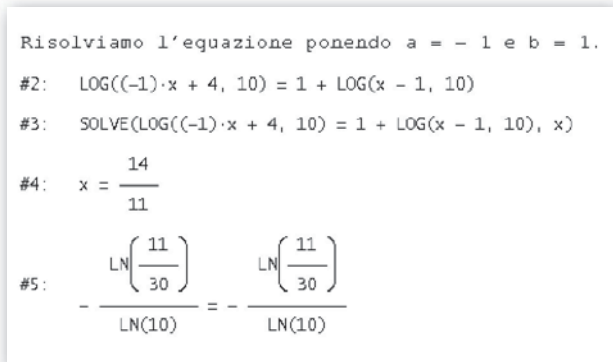 Risolviamo l'equazione ponendo a = - 1 e b = 1.
#2: LOG((-1)·x + 4, 10) = 1 + LOG(x - 1, 10)
#3: SOLVE(LOG((-1)·x + 4, 10) = 1 + LOG(x - 1, 10), x)
#4: x = 14/11
#5: - LN(11/30)/LN(10) = - LN(11/30)/LN(10)